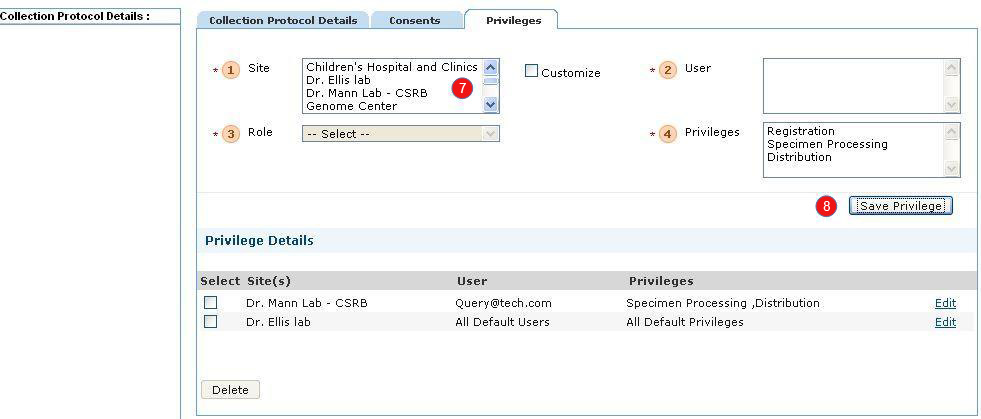 Collection Protocol Details :
Collection Protocol Details Consents Privileges
* 1 Site
Children's Hospital and Clinics
Dr. Ellis lab
Dr. Mann Lab - CSRB
Genome Center
7
Customize
* 2 User
* 3 Role -- Select --
* 4 Privileges
Registration
Specimen Processing
Distribution
8 Save Privilege
Privilege Details
Select Site(s) User Privileges
Dr. Mann Lab - CSRB Query@tech.com Specimen Processing ,Distribution Edit
Dr. Ellis lab All Default Users All Default Privileges Edit
Delete